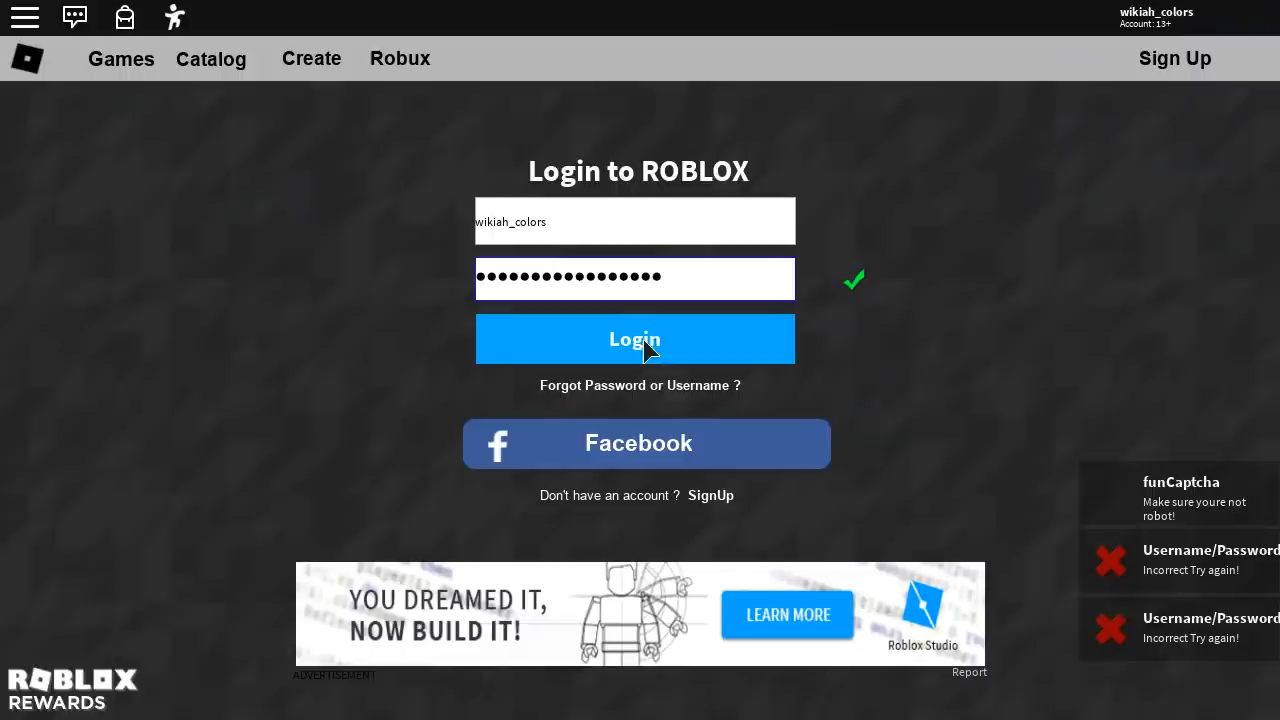 wikiah_colors
Account: 13+
Games Catalog Create Robux Sign Up
Login to ROBLOX
wikiah_colors
Login
Forgot Password or Username ?
f Facebook
Don't have an account ? SignUp
funCaptcha
Make sure youre not
robot!
Username/Password
Incorrect Try again!
Username/Password
Incorrect Try again!
YOU DREAMED IT,
NOW BUILD IT!
LEARN MORE
Roblox Studio
ADVERTISEMENT
Report
ROBLOX
REWARDS